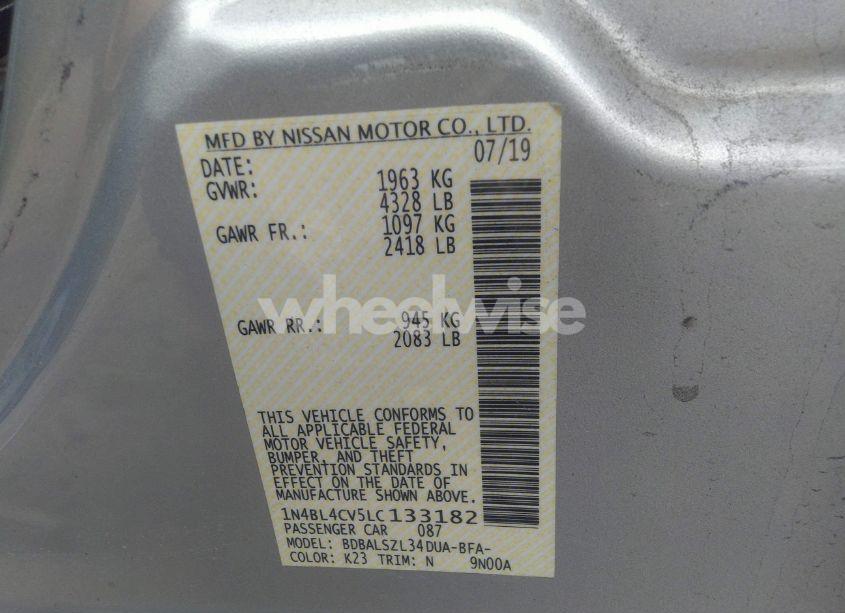 MFD BY NISSAN MOTOR CO., LTD.
DATE: 07/19
GVWR: 1963 KG
4328 LB
GAWR FR.: 1097 KG
2418 LB
wheelwise
GAWR RR.: 945 KG
2083 LB
THIS VEHICLE CONFORMS TO
ALL APPLICABLE FEDERAL
MOTOR VEHICLE SAFETY,
BUMPER, AND THEFT
PREVENTION STANDARDS IN
EFFECT ON THE DATE OF
MANUFACTURE SHOWN ABOVE.
1N4BL4CV5LC133182
PASSENGER CAR 087
MODEL: BDBALSZL34DUA-BFA-
COLOR: K23 TRIM: N 9N00A